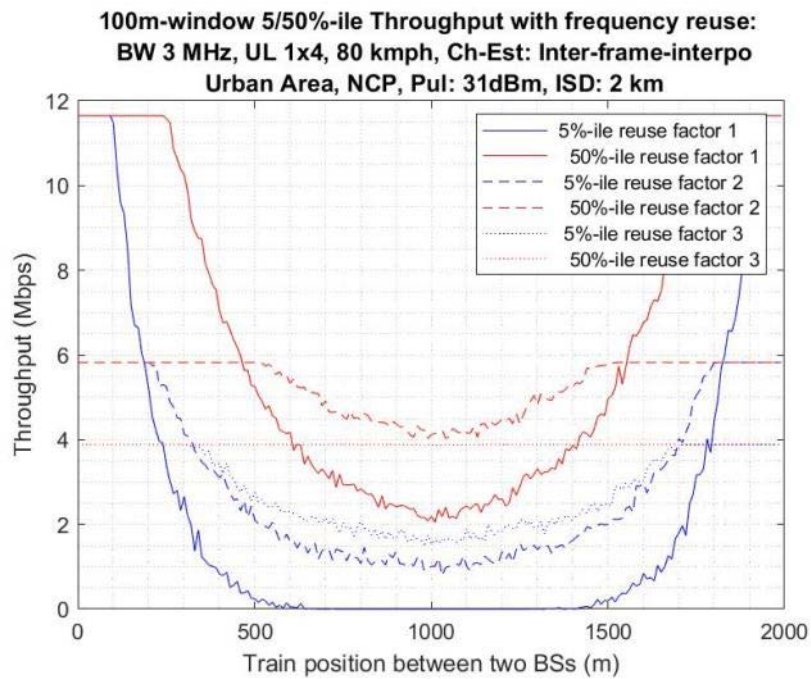 100m-window 5/50%-ile Throughput with frequency reuse:
BW 3 MHz, UL 1x4, 80 kmph, Ch-Est: Inter-frame-interpo
Urban Area, NCP, Pul: 31dBm, ISD: 2 km
12
10
8
6
4
2
0
Throughput (Mbps)
5%-ile reuse factor 1
50%-ile reuse factor 1
5%-ile reuse factor 2
50%-ile reuse factor 2
5%-ile reuse factor 3
50%-ile reuse factor 3
0 500 1000 1500 2000
Train position between two BSs (m)